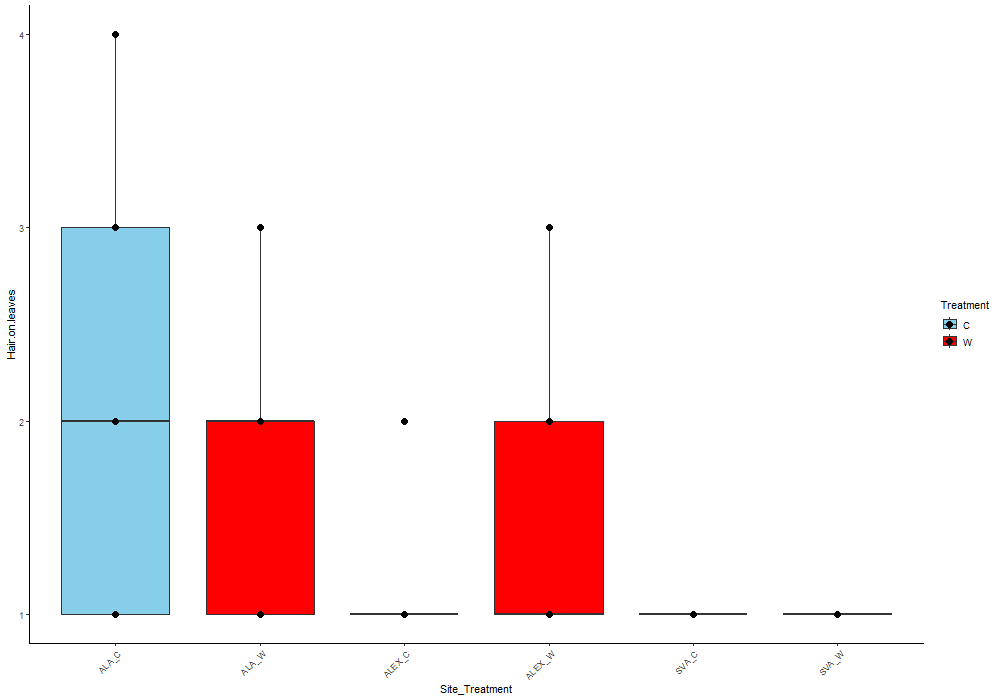 4
3
2
1
Hair.on.leaves
ALA_C
ALA_W
ALEX_C
ALEX_W
SVA_C
SVA_W
Site_Treatment
Treatment
C
W